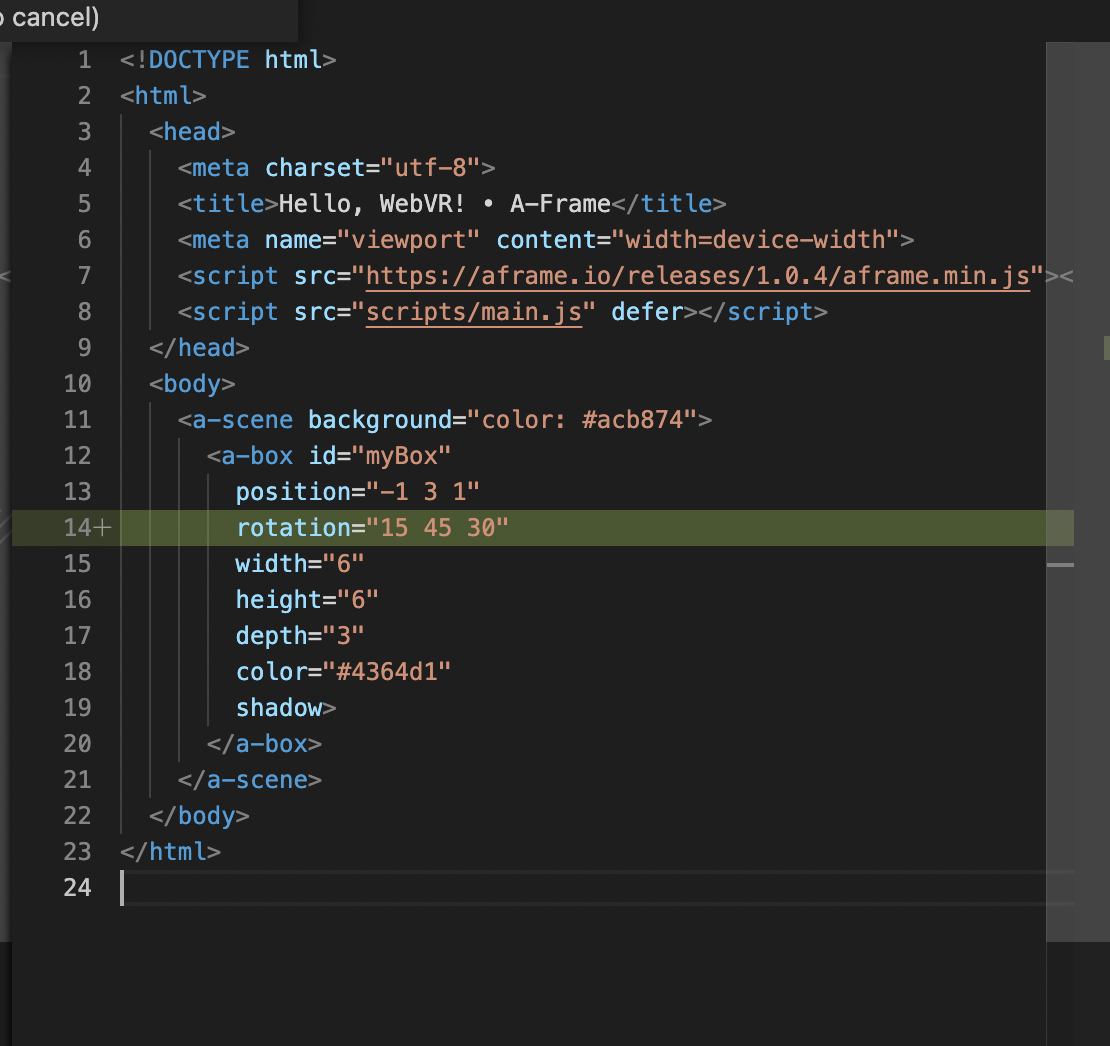 cancel)
1 <!DOCTYPE html>
2 <html>
3   <head>
4     <meta charset="utf-8">
5     <title>Hello, WebVR! • A-Frame</title>
6     <meta name="viewport" content="width=device-width">
7     <script src="https://aframe.io/releases/1.0.4/aframe.min.js"><
8     <script src="scripts/main.js" defer></script>
9   </head>
10   <body>
11     <a-scene background="color: #acb874">
12       <a-box id="myBox"
13         position="-1 3 1"
14+         rotation="15 45 30"
15         width="6"
16         height="6"
17         depth="3"
18         color="#4364d1"
19         shadow>
20       </a-box>
21     </a-scene>
22   </body>
23 </html>
24